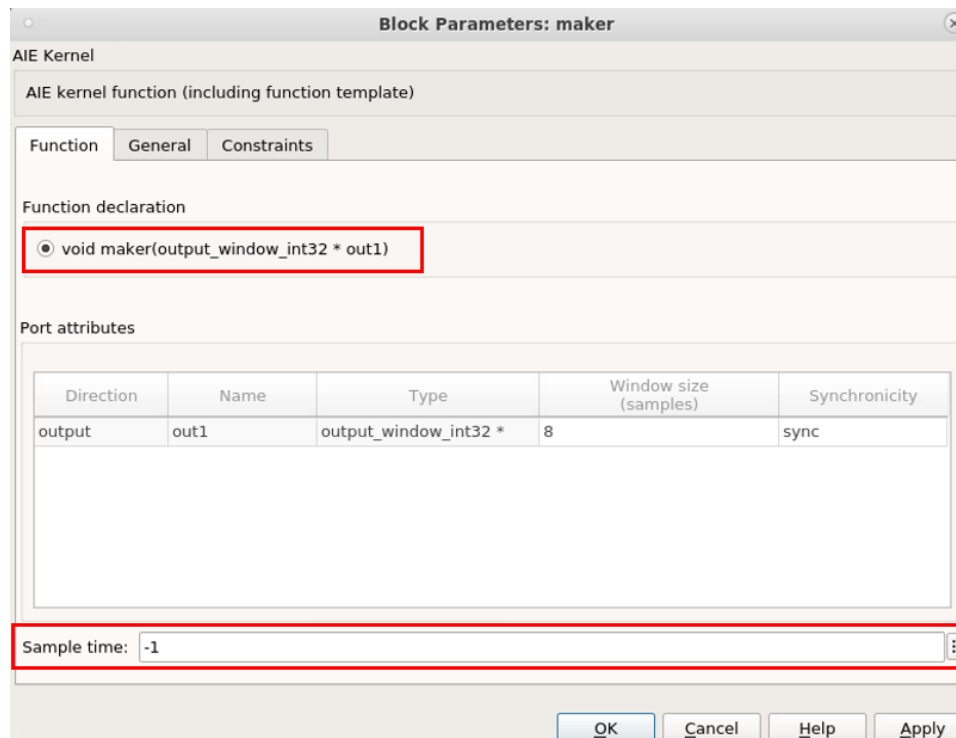 Block Parameters: maker
AIE Kernel
AIE kernel function (including function template)
Function General Constraints
Function declaration
void maker(output_window_int32 * out1)
Port attributes
Direction Name Type Window size (samples) Synchronicity
output out1 output_window_int32 * 8 sync
Sample time: -1
OK Cancel Help Apply